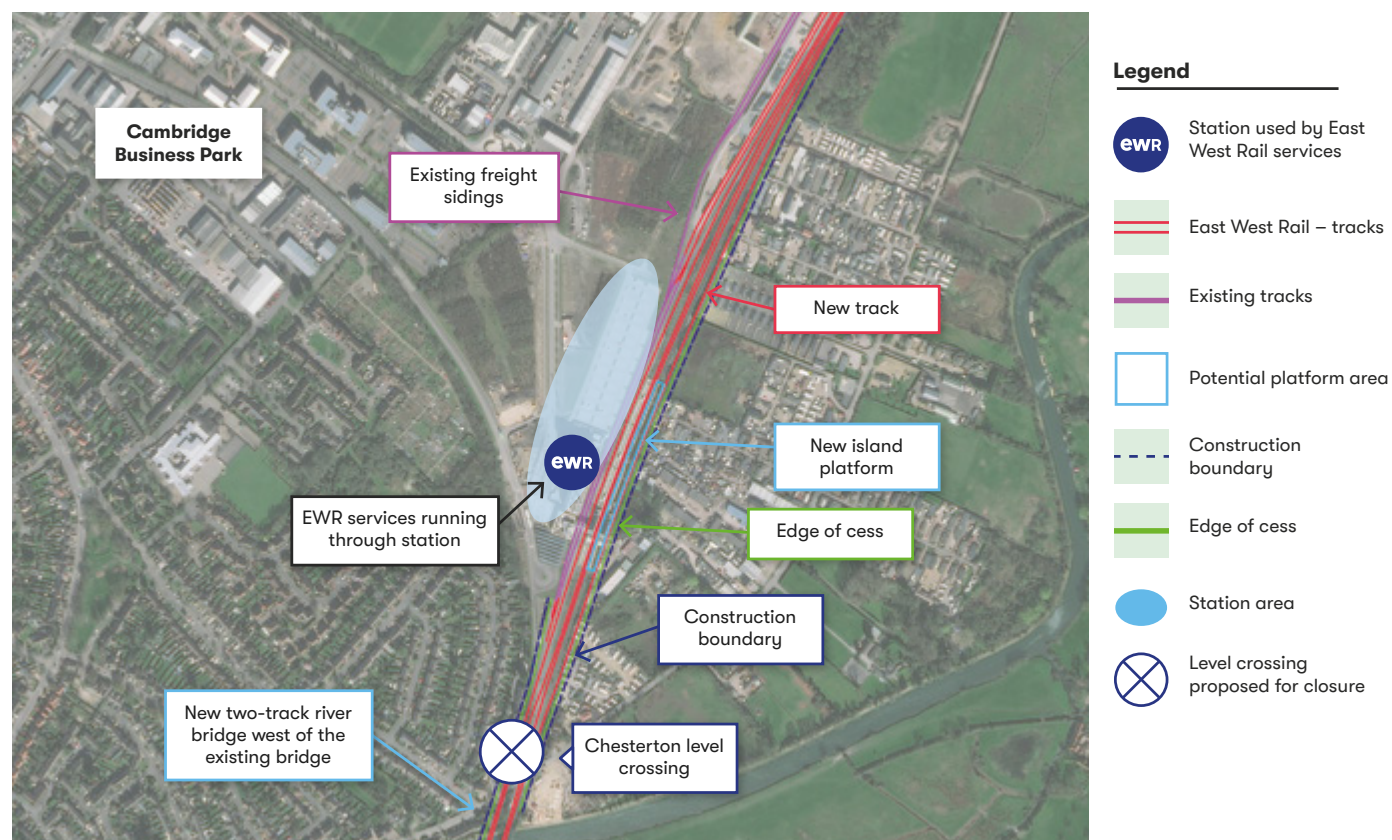 Cambridge
Business Park
Existing freight
sidings
New track
New island
platform
ewR
EWR services running
through station
Edge of cess
Construction
boundary
New two-track river
bridge west of the
existing bridge
Chesterton level
crossing
Legend
ewR
Station used by East
West Rail services
East West Rail – tracks
Existing tracks
Potential platform area
Construction
boundary
Edge of cess
Station area
Level crossing
proposed for closure